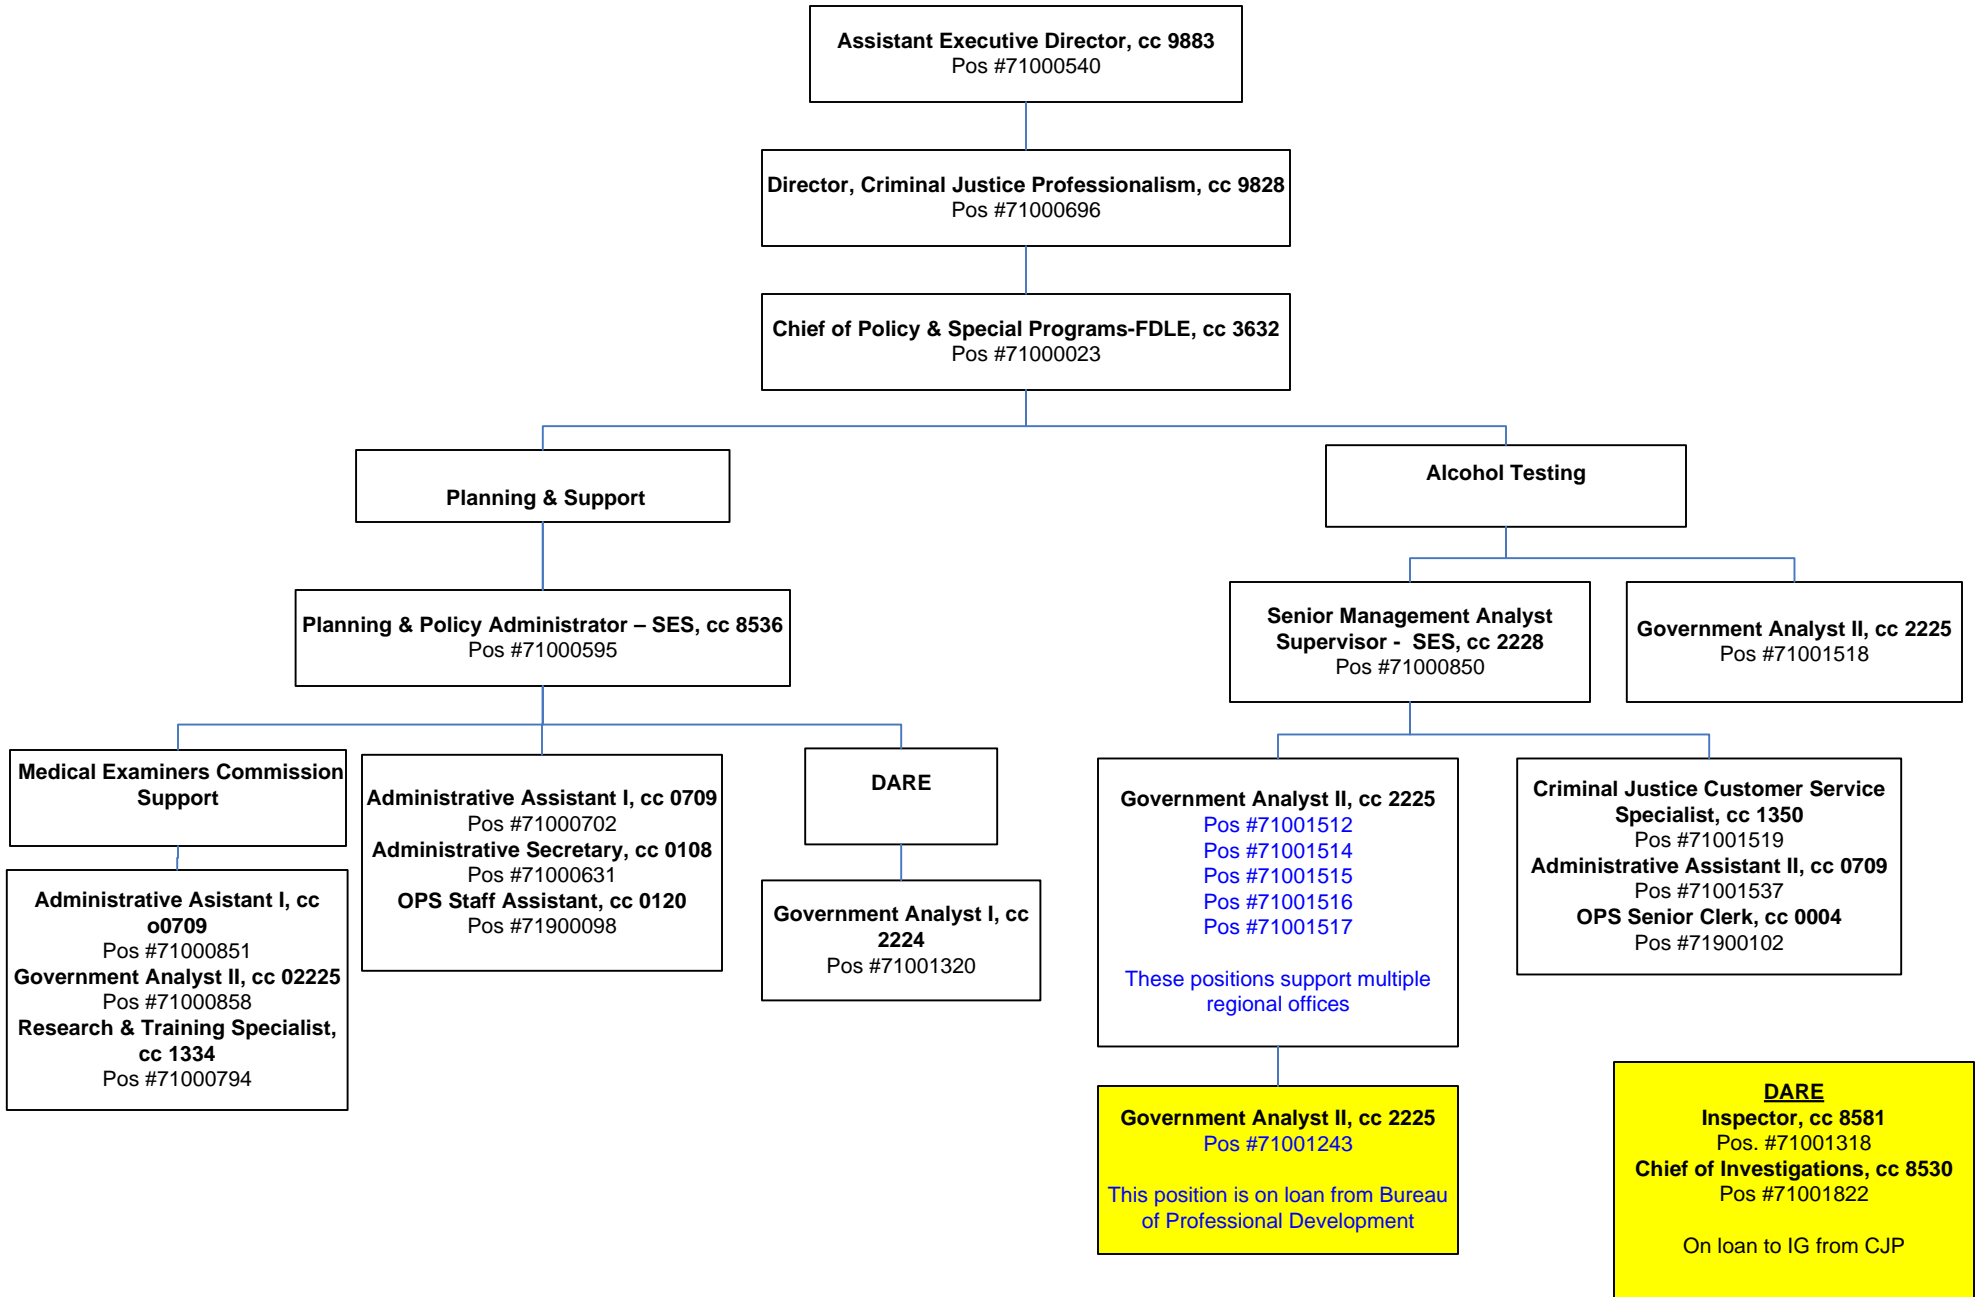 Assistant Executive Director, cc 9883
Pos #71000540
Director, Criminal Justice Professionalism, cc 9828
Pos #71000696
Chief of Policy & Special Programs-FDLE, cc 3632
Pos #71000023
Planning & Support
Alcohol Testing
Planning & Policy Administrator – SES, cc 8536
Pos #71000595
Senior Management Analyst
Supervisor - SES, cc 2228
Pos #71000850
Government Analyst II, cc 2225
Pos #71001518
Medical Examiners Commission
Support
Administrative Asistant I, cc
o0709
Pos #71000851
Government Analyst II, cc 02225
Pos #71000858
Research & Training Specialist,
cc 1334
Pos #71000794
Administrative Assistant I, cc 0709
Pos #71000702
Administrative Secretary, cc 0108
Pos #71000631
OPS Staff Assistant, cc 0120
Pos #71900098
DARE
Government Analyst I, cc
2224
Pos #71001320
Government Analyst II, cc 2225
Pos #71001512
Pos #71001514
Pos #71001515
Pos #71001516
Pos #71001517
These positions support multiple
regional offices
Government Analyst II, cc 2225
Pos #71001243
This position is on loan from Bureau
of Professional Development
Criminal Justice Customer Service
Specialist, cc 1350
Pos #71001519
Administrative Assistant II, cc 0709
Pos #71001537
OPS Senior Clerk, cc 0004
Pos #71900102
DARE
Inspector, cc 8581
Pos. #71001318
Chief of Investigations, cc 8530
Pos #71001822
On loan to IG from CJP